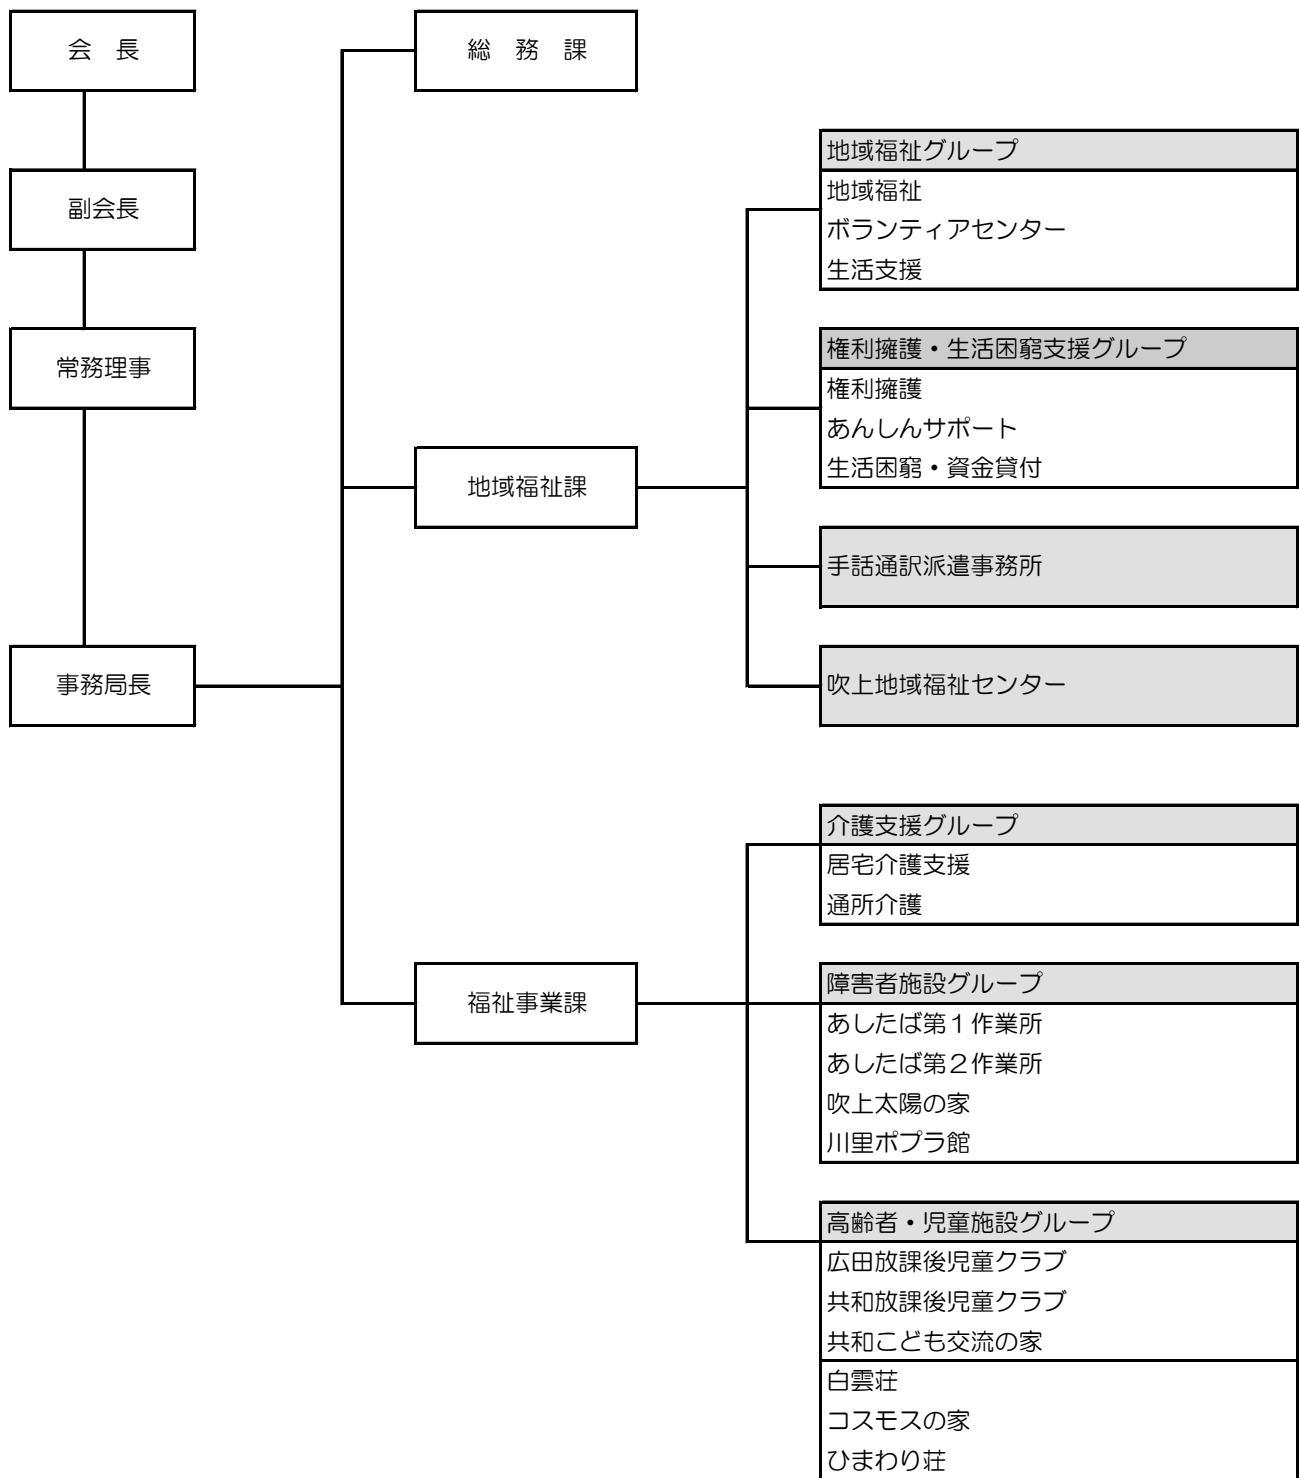 会　長
副会長
常務理事
事務局長
総　務　課
地域福祉課
福祉事業課
地域福祉グループ
地域福祉
ボランティアセンター
生活支援
権利擁護・生活困窮支援グループ
権利擁護
あんしんサポート
生活困窮・資金貸付
手話通訳派遣事務所
吹上地域福祉センター
介護支援グループ
居宅介護支援
通所介護
障害者施設グループ
あしたば第１作業所
あしたば第２作業所
吹上太陽の家
川里ポプラ館
高齢者・児童施設グループ
広田放課後児童クラブ
共和放課後児童クラブ
共和こども交流の家
白雲荘
コスモスの家
ひまわり荘